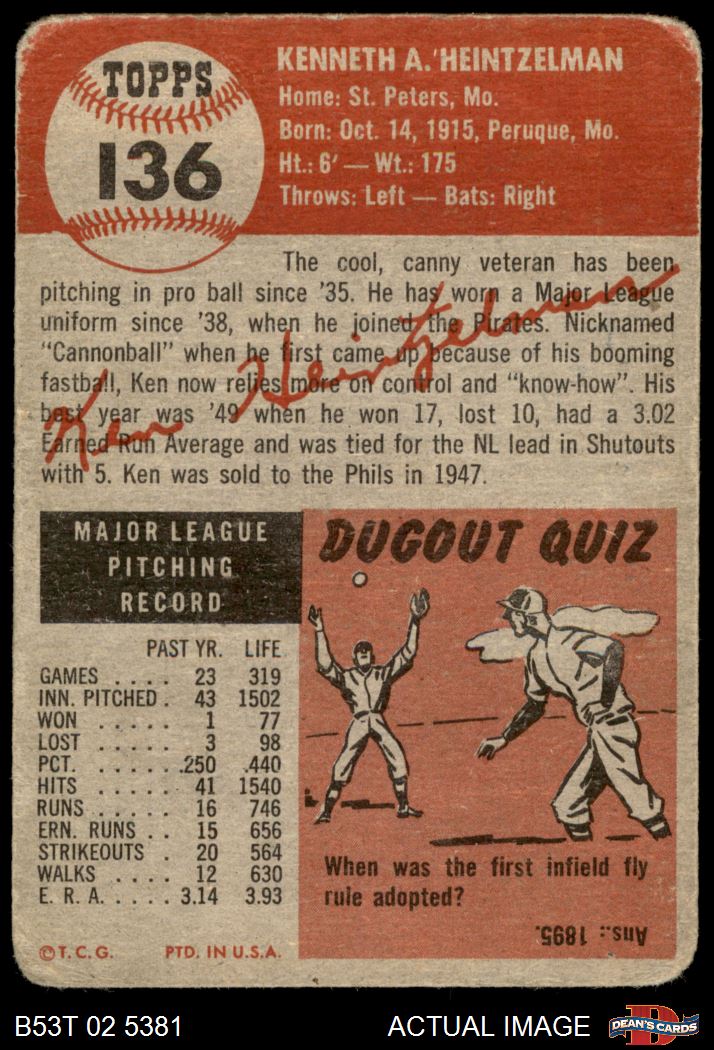 TOPPS
136
KENNETH A. HEINTZELMAN
Home: St. Peters, Mo.
Born: Oct. 14, 1915, Peruque, Mo.
Ht.: 6' — Wt.: 175
Throws: Left — Bats: Right
The cool, canny veteran has been
pitching in pro ball since '35. He has worn a Major League
uniform since '38, when he joined the Pirates. Nicknamed
"Cannonball" when he first came up because of his booming
fastball, Ken now relies more on control and "know-how". His
best year was '49 when he won 17, lost 10, had a 3.02
Earned Run Average and was tied for the NL lead in Shutouts
with 5. Ken was sold to the Phils in 1947.
Ken Heintzelman
MAJOR LEAGUE
PITCHING
RECORD
PAST YR. LIFE
GAMES . . . . 23 319
INN. PITCHED . 43 1502
WON . . . . . 1 77
LOST . . . . . 3 98
PCT. . . . . . .250 .440
HITS . . . . . 41 1540
RUNS . . . . . 16 746
ERN. RUNS . . 15 656
STRIKEOUTS . 20 564
WALKS . . . . 12 630
E. R. A. . . . . . 3.14 3.93
© T. C. G. PTD. IN U.S.A.
DUGOUT QUIZ
When was the first infield fly
rule adopted?
Ans.: 1895.
B53T 02 5381
ACTUAL IMAGE
D
DEAN'S CARDS